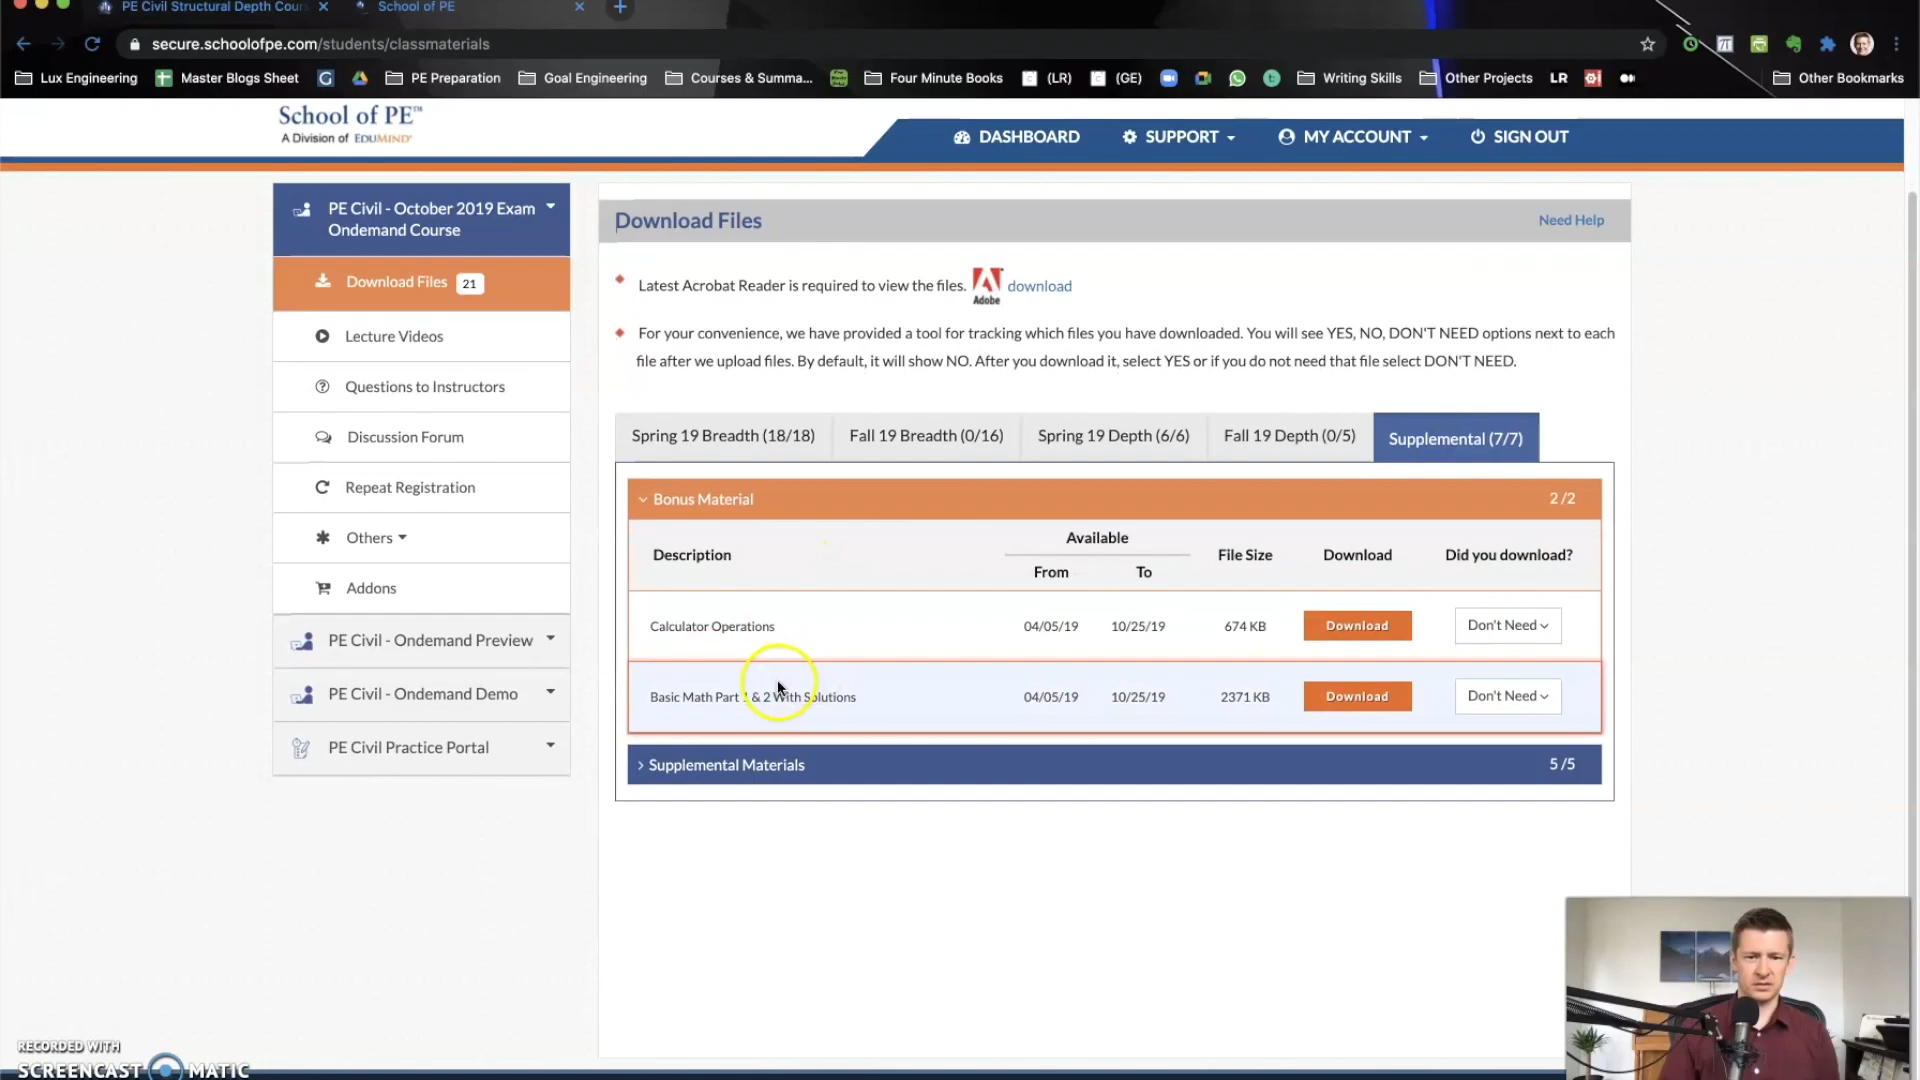 PE Civil Structural Depth Cour
School of PE
secure.schoolofpe.com/students/classmaterials
Lux Engineering
Master Blogs Sheet
PE Preparation
Goal Engineering
Courses & Summa...
Four Minute Books
(LR)
(GE)
Writing Skills
Other Projects
LR
Other Bookmarks
School of PE™
A Division of EDUMIND
DASHBOARD
SUPPORT
MY ACCOUNT
SIGN OUT
PE Civil - October 2019 Exam
Ondemand Course
Download Files 21
Lecture Videos
Questions to Instructors
Discussion Forum
Repeat Registration
Others
Addons
PE Civil - Ondemand Preview
PE Civil - Ondemand Demo
PE Civil Practice Portal
Download Files
Need Help
Latest Acrobat Reader is required to view the files. Adobe download
For your convenience, we have provided a tool for tracking which files you have downloaded. You will see YES, NO, DON'T NEED options next to each
file after we upload files. By default, it will show NO. After you download it, select YES or if you do not need that file select DON'T NEED.
Spring 19 Breadth (18/18)
Fall 19 Breadth (0/16)
Spring 19 Depth (6/6)
Fall 19 Depth (0/5)
Supplemental (7/7)
Bonus Material 2 /2
Description
Available
From
To
File Size
Download
Did you download?
Calculator Operations 04/05/19 10/25/19 674 KB Download Don't Need
Basic Math Part 1 & 2 With Solutions 04/05/19 10/25/19 2371 KB Download Don't Need
Supplemental Materials 5 /5
RECORDED WITH
SCREENCAST MATIC